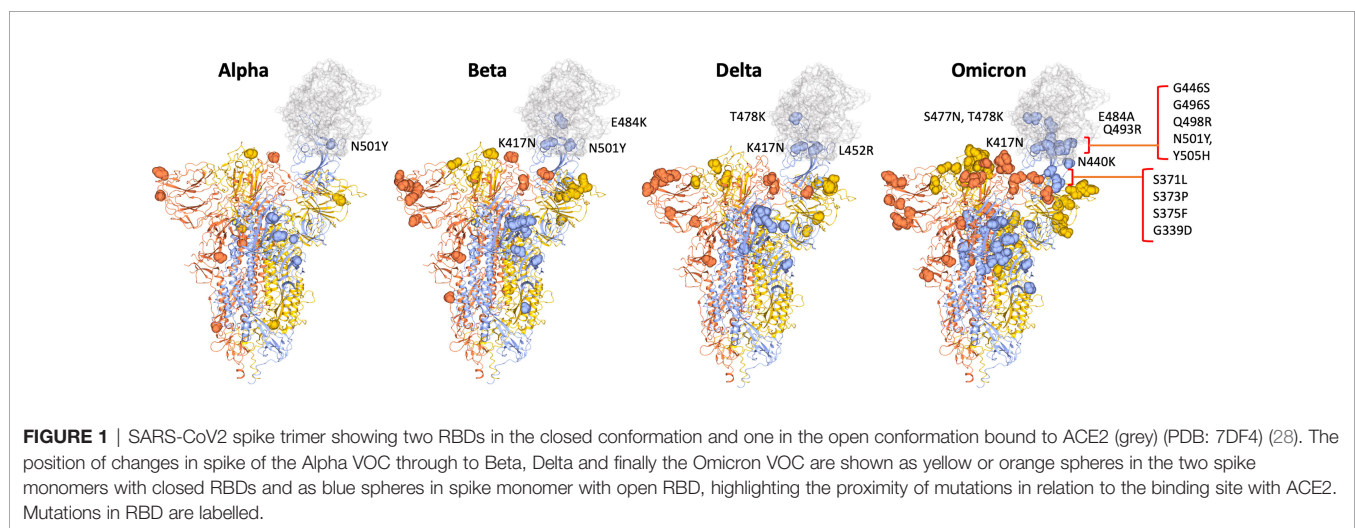 Alpha
Beta
Delta
Omicron
N501Y
E484K
K417N
N501Y
T478K
K417N
L452R
S477N, T478K
E484A
Q493R
K417N
N440K
G446S
G496S
Q498R
N501Y,
Y505H
S371L
S373P
S375F
G339D
FIGURE 1 | SARS-CoV2 spike trimer showing two RBDs in the closed conformation and one in the open conformation bound to ACE2 (grey) (PDB: 7DF4) (28). The
position of changes in spike of the Alpha VOC through to Beta, Delta and finally the Omicron VOC are shown as yellow or orange spheres in the two spike
monomers with closed RBDs and as blue spheres in spike monomer with open RBD, highlighting the proximity of mutations in relation to the binding site with ACE2.
Mutations in RBD are labelled.